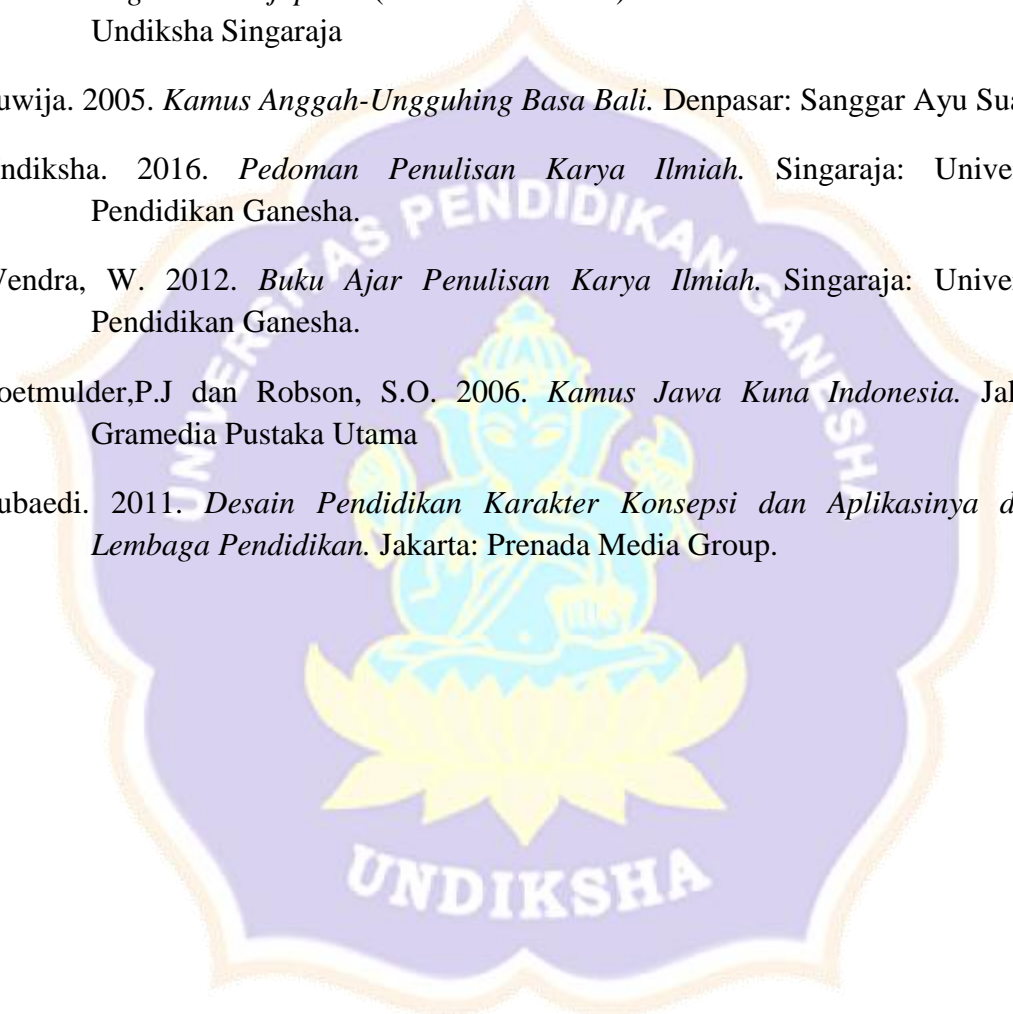 Undiksha Singaraja
uwija. 2005. Kamus Anggah-Ungguhing Basa Bali. Denpasar: Sanggar Ayu Sua
ndiksha. 2016. Pedoman Penulisan Karya Ilmiah. Singaraja: Unive
Pendidikan Ganesha.
Wendra, W. 2012. Buku Ajar Penulisan Karya Ilmiah. Singaraja: Unive
Pendidikan Ganesha.
oetmulder,P.J dan Robson, S.O. 2006. Kamus Jawa Kuna Indonesia. Jak
Gramedia Pustaka Utama
ubaedi. 2011. Desain Pendidikan Karakter Konsepsi dan Aplikasinya d
Lembaga Pendidikan. Jakarta: Prenada Media Group.
UNIVERSITAS PENDIDIKAN GANESHA
UNDIKSHA